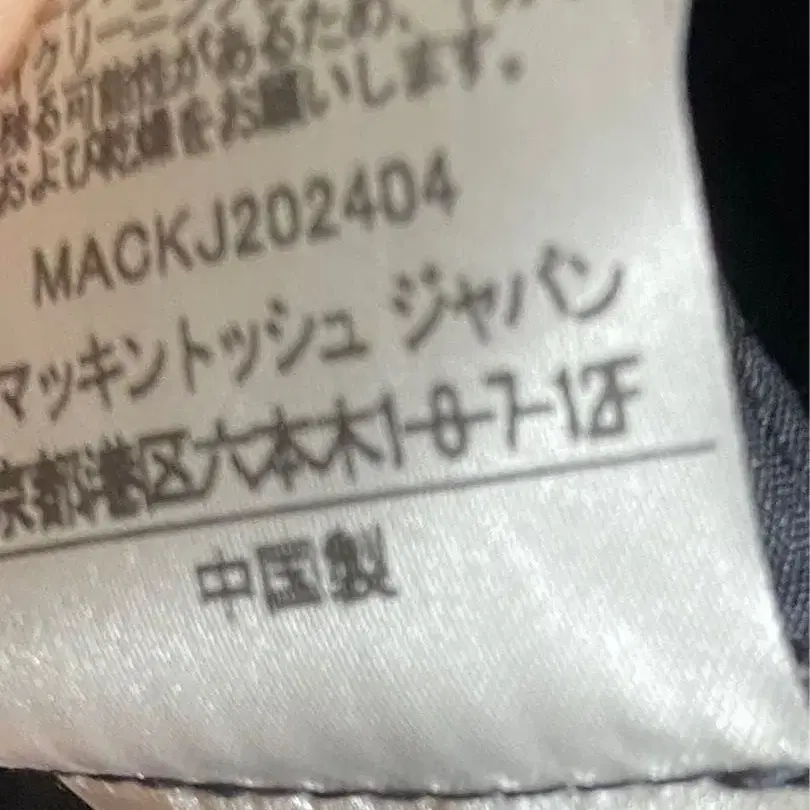 イクリーニング
残る可能性があるため、
および乾燥をお願いします。
MACKJ202404
マッキントッシュ ジャパン
京都港区六本木1-8-7-12F
中国製